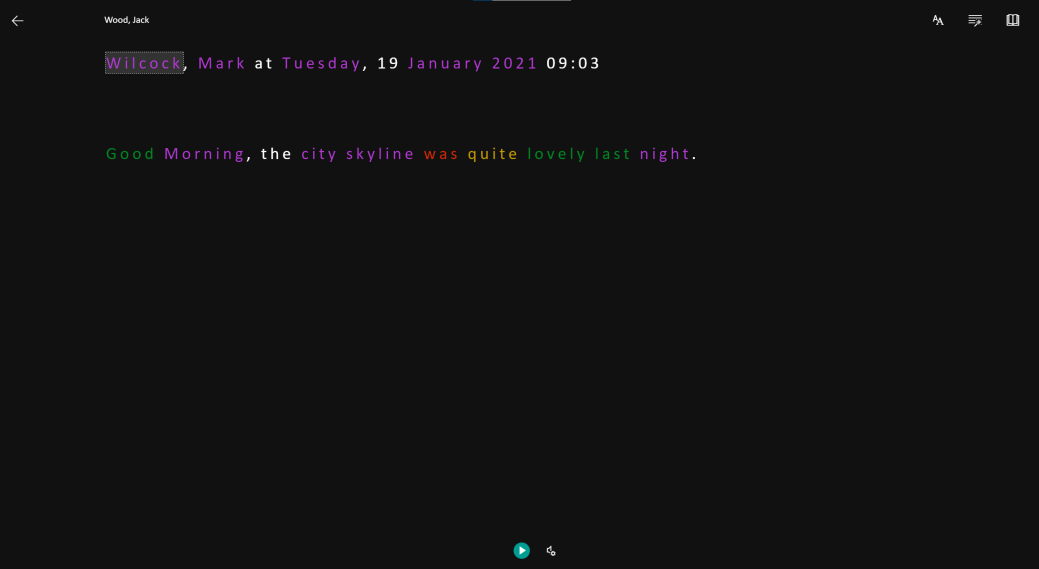 Wood, Jack
Wilcock, Mark at Tuesday, 19 January 2021 09:03
Good Morning, the city skyline was quite lovely last night.